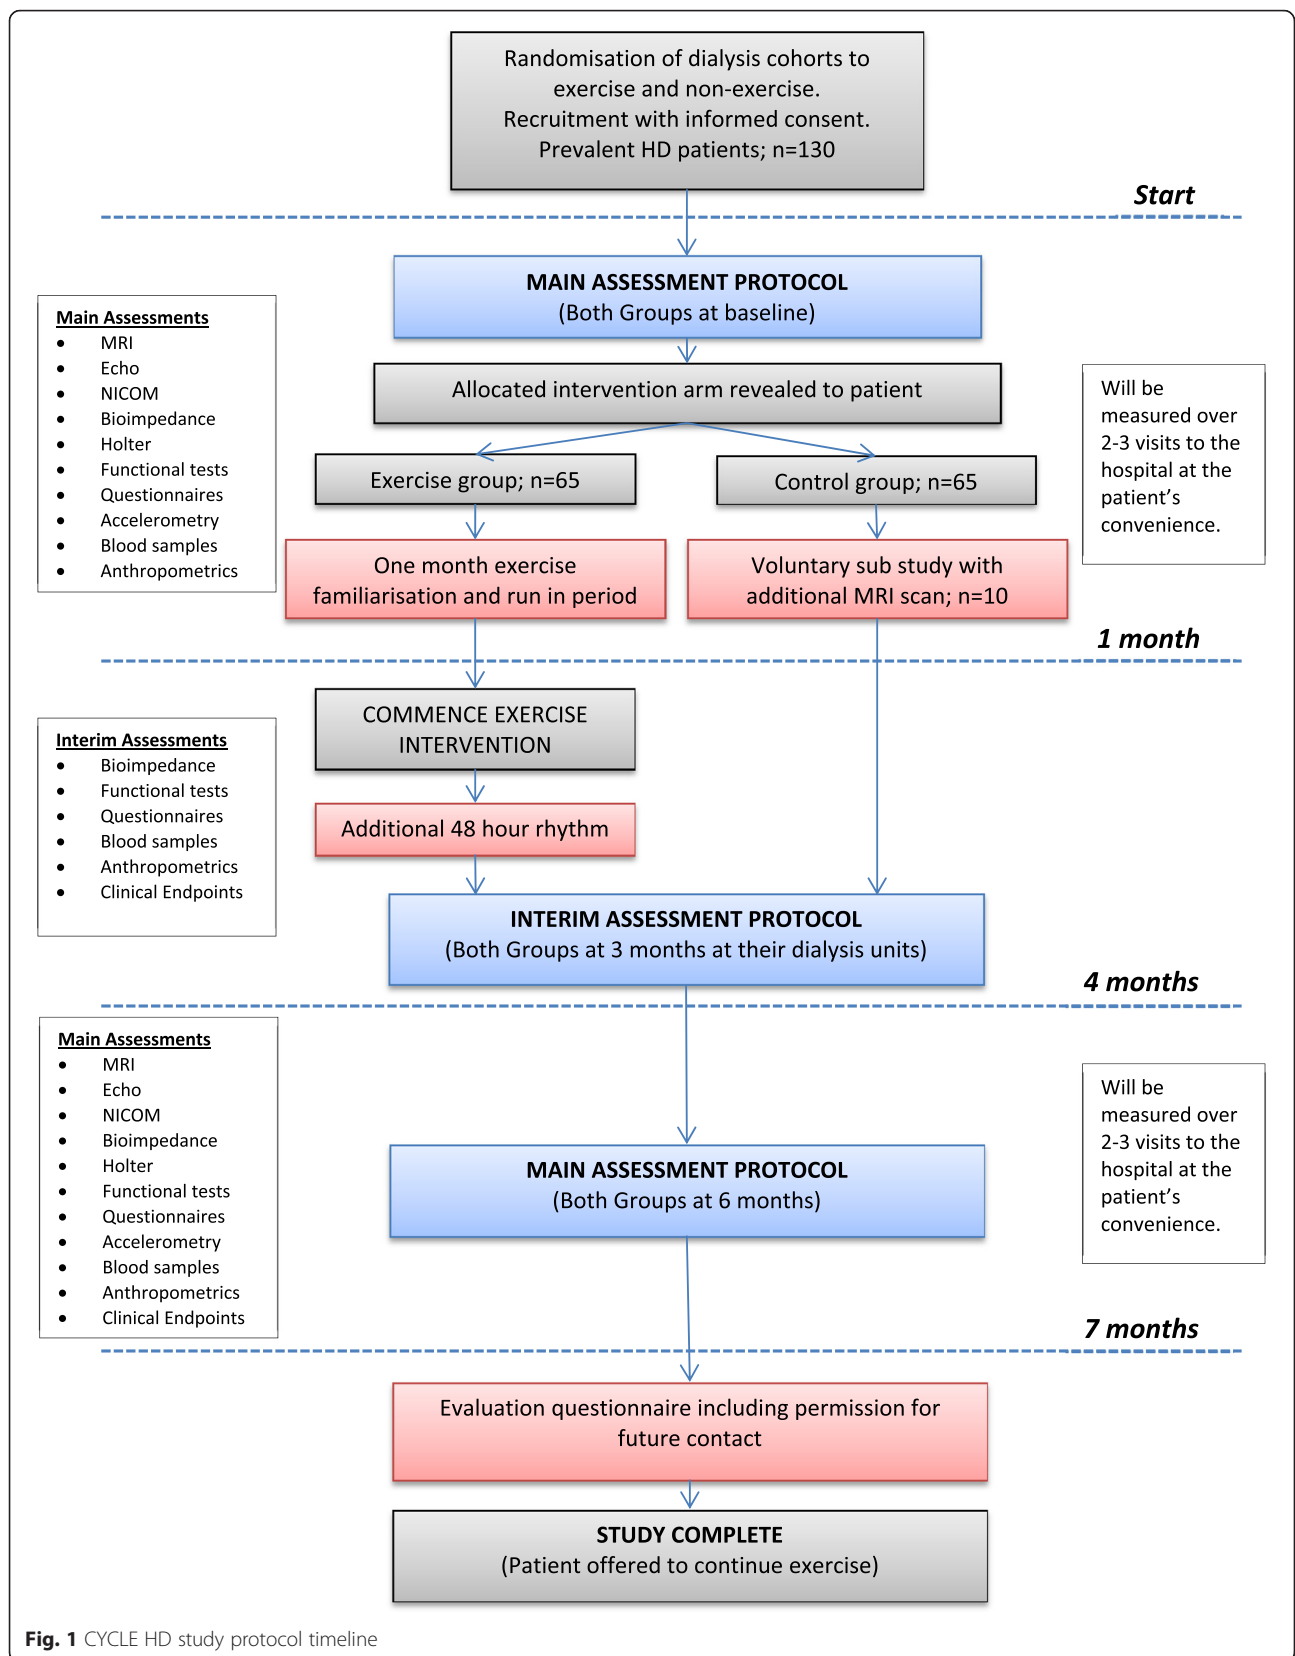 Randomisation of dialysis cohorts to
exercise and non-exercise.
Recruitment with informed consent.
Prevalent HD patients; n=130
Start
MAIN ASSESSMENT PROTOCOL
(Both Groups at baseline)
Main Assessments
• MRI
• Echo
• NICOM
• Bioimpedance
• Holter
• Functional tests
• Questionnaires
• Accelerometry
• Blood samples
• Anthropometrics
Allocated intervention arm revealed to patient
Will be
measured over
2-3 visits to the
hospital at the
patient’s
convenience.
Exercise group; n=65
Control group; n=65
One month exercise
familiarisation and run in period
Voluntary sub study with
additional MRI scan; n=10
1 month
COMMENCE EXERCISE
INTERVENTION
Interim Assessments
• Bioimpedance
• Functional tests
• Questionnaires
• Blood samples
• Anthropometrics
• Clinical Endpoints
Additional 48 hour rhythm
INTERIM ASSESSMENT PROTOCOL
(Both Groups at 3 months at their dialysis units)
4 months
Main Assessments
• MRI
• Echo
• NICOM
• Bioimpedance
• Holter
• Functional tests
• Questionnaires
• Accelerometry
• Blood samples
• Anthropometrics
• Clinical Endpoints
MAIN ASSESSMENT PROTOCOL
(Both Groups at 6 months)
Will be
measured over
2-3 visits to the
hospital at the
patient’s
convenience.
7 months
Evaluation questionnaire including permission for
future contact
STUDY COMPLETE
(Patient offered to continue exercise)
Fig. 1 CYCLE HD study protocol timeline